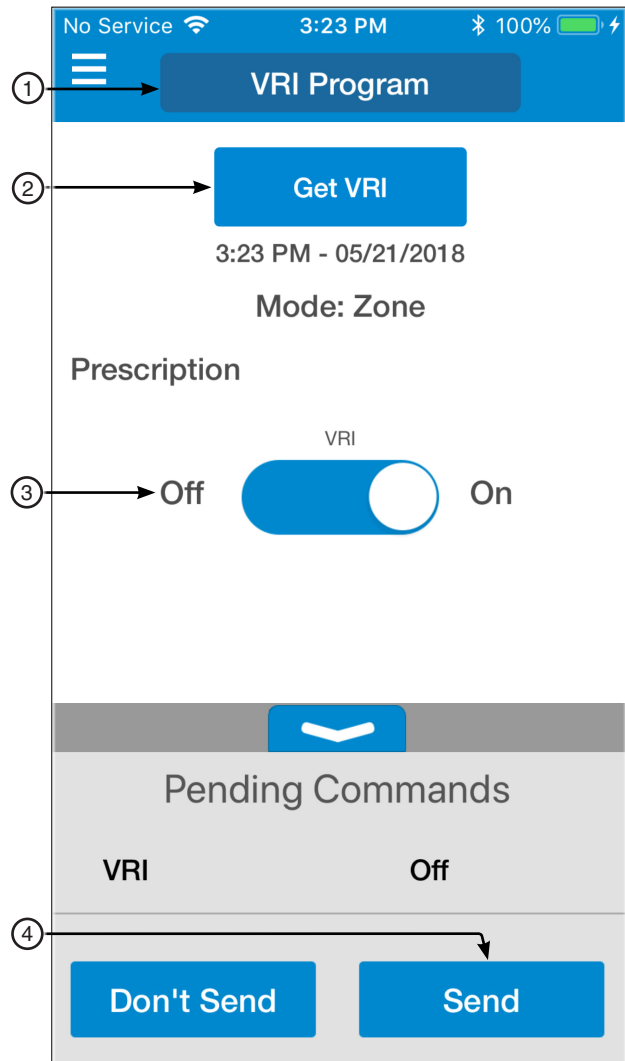 No Service 3:23 PM 100%
1 VRI Program
2 Get VRI
3:23 PM - 05/21/2018
Mode: Zone
Prescription
VRI
3 Off On
Pending Commands
VRI Off
4
Don't Send Send